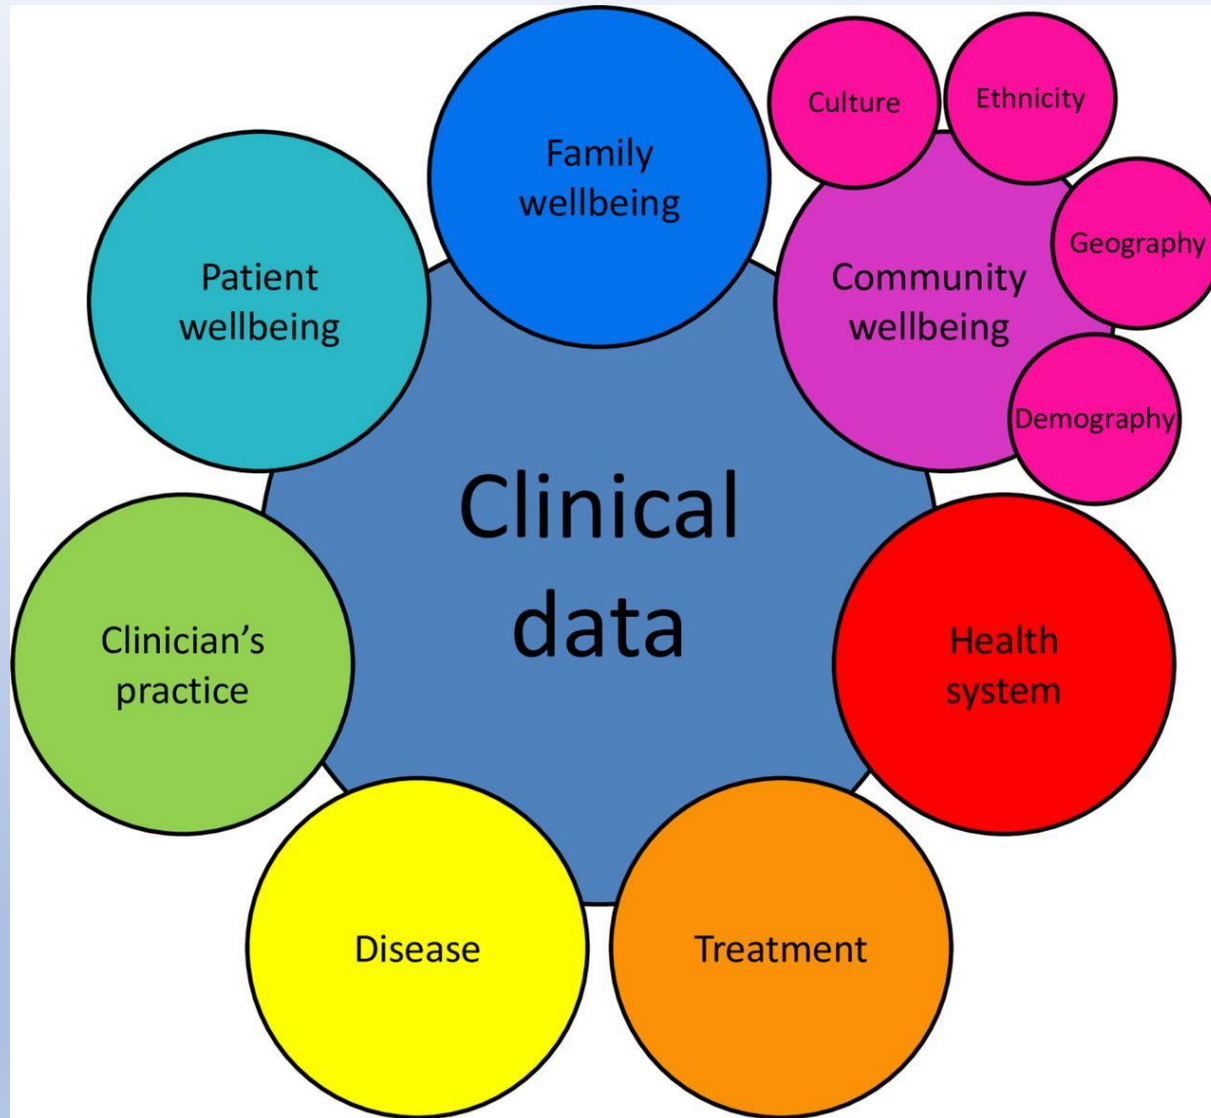 Culture
Ethnicity
Family
wellbeing
Geography
Patient
wellbeing
Community
wellbeing
Demography
Clinical
data
Clinician’s
practice
Health
system
Disease
Treatment